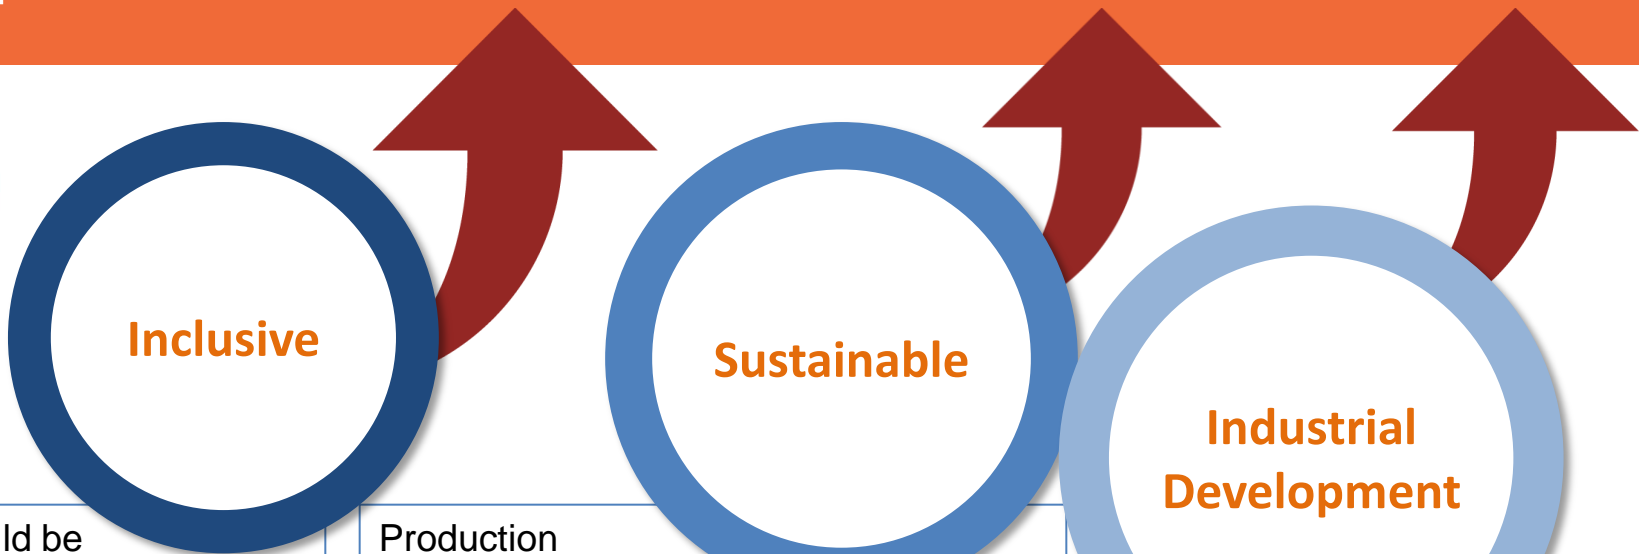 Inclusive
Sustainable
Industrial
Development
ld be
Production